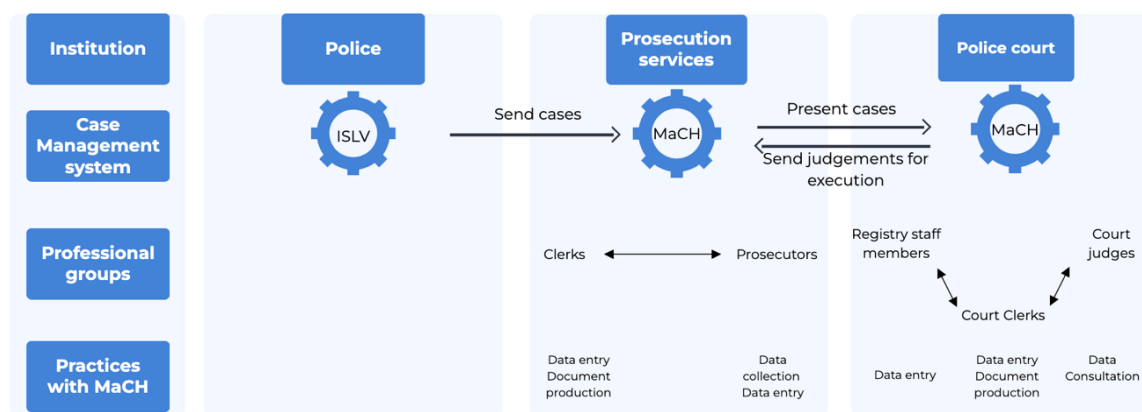 Institution
Police
Prosecution
services
Police court
Case
Management
system
ISLV
Send cases
MaCH
Present cases
Send judgements for
execution
MaCH
Professional
groups
Clerks
Prosecutors
Registry staff
members
Court
judges
Court Clerks
Practices
with MaCH
Data entry
Document
production
Data
collection
Data entry
Data entry
Data entry
Document
production
Data
Consultation